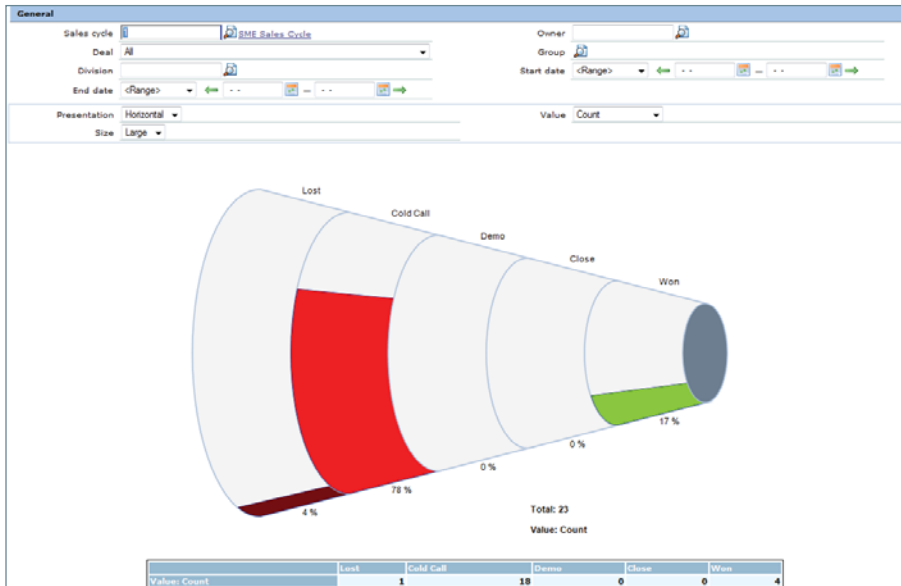 General
Sales cycle 1 SME Sales Cycle Owner
Deal All Group
Division Start date <Range> - - – - -
End date <Range> - - – - -
Presentation Horizontal Value Count
Size Large
Lost
Cold Call
Demo
Close
Won
17 %
0 %
0 %
78 %
4 %
Total: 23
Value: Count
Lost Cold Call Demo Close Won
Value: Count 1 18 0 0 4